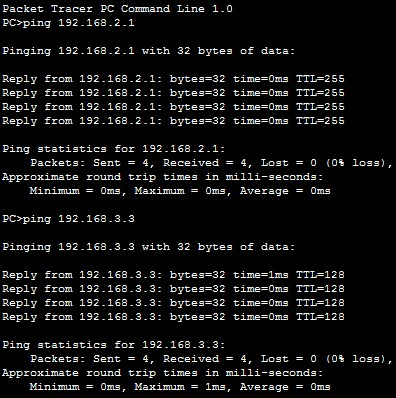 Packet Tracer PC Command Line 1.0
PC>ping 192.168.2.1
Pinging 192.168.2.1 with 32 bytes of data:
Reply from 192.168.2.1: bytes=32 time=0ms TTL=255
Reply from 192.168.2.1: bytes=32 time=0ms TTL=255
Reply from 192.168.2.1: bytes=32 time=0ms TTL=255
Reply from 192.168.2.1: bytes=32 time=0ms TTL=255
Ping statistics for 192.168.2.1:
Packets: Sent = 4, Received = 4, Lost = 0 (0% loss),
Approximate round trip times in milli-seconds:
Minimum = 0ms, Maximum = 0ms, Average = 0ms
PC>ping 192.168.3.3
Pinging 192.168.3.3 with 32 bytes of data:
Reply from 192.168.3.3: bytes=32 time=1ms TTL=128
Reply from 192.168.3.3: bytes=32 time=0ms TTL=128
Reply from 192.168.3.3: bytes=32 time=0ms TTL=128
Reply from 192.168.3.3: bytes=32 time=0ms TTL=128
Ping statistics for 192.168.3.3:
Packets: Sent = 4, Received = 4, Lost = 0 (0% loss),
Approximate round trip times in milli-seconds:
Minimum = 0ms, Maximum = 1ms, Average = 0ms